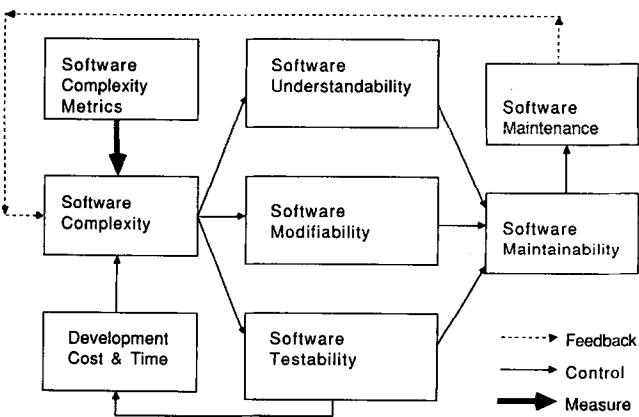 Software
Complexity
Metrics
Software
Understandability
Software
Maintenance
Software
Complexity
Software
Modifiability
Software
Maintainability
Development
Cost & Time
Software
Testability
Feedback
Control
Measure